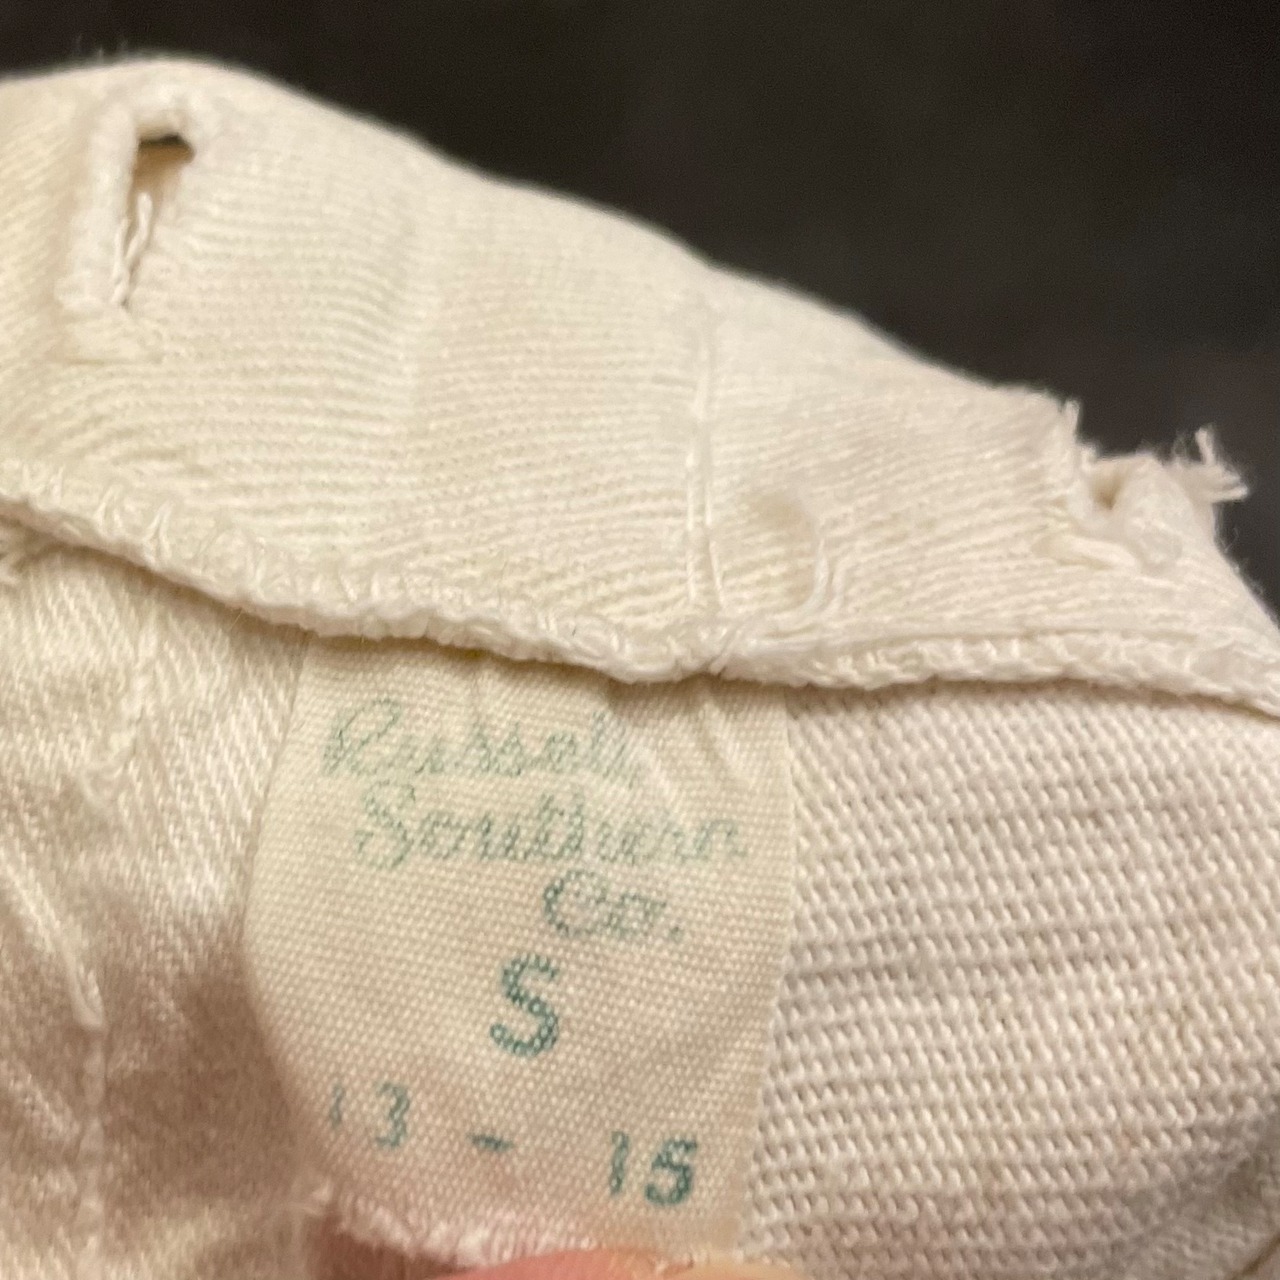 Russell
Southern
Co.
S
13 - 15